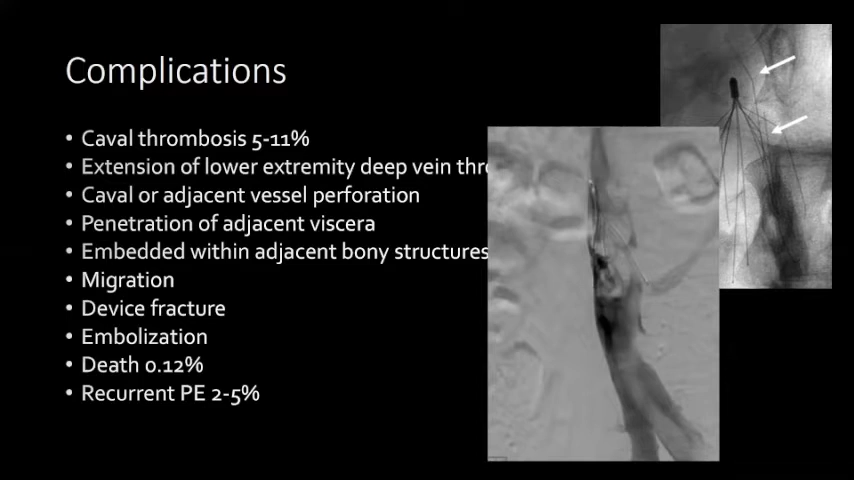 Complications
• Caval thrombosis 5-11%
• Extension of lower extremity deep vein
• Caval or adjacent vessel perforation
• Penetration of adjacent viscera
• Embedded within adjacent bony structures
• Migration
• Device fracture
• Embolization
• Death 0.12%
• Recurrent PE 2-5%